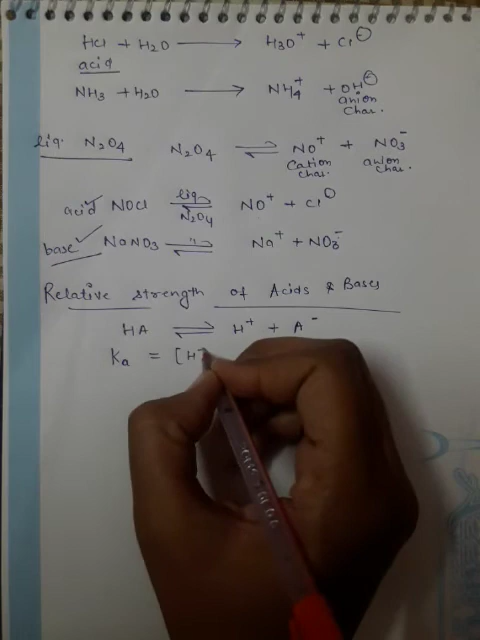 HCl + H2O ⟶ H3O⁺ + Cl⊖
acid
NH3 + H2O ⟶ NH4⁺ + OH⊖
anion
char.
liq. N2O4 N2O4 ⇌ NO⁺ + NO3⁻
Cation char. anion char.
acid ✓ NOCl liq. N2O4 ⇌ NO⁺ + Cl⊖
base ✓ NaNO3 " ⇌ Na⁺ + NO3⁻
Relative strength of Acids & Bases
HA ⇌ H⁺ + A⁻
Ka = [H